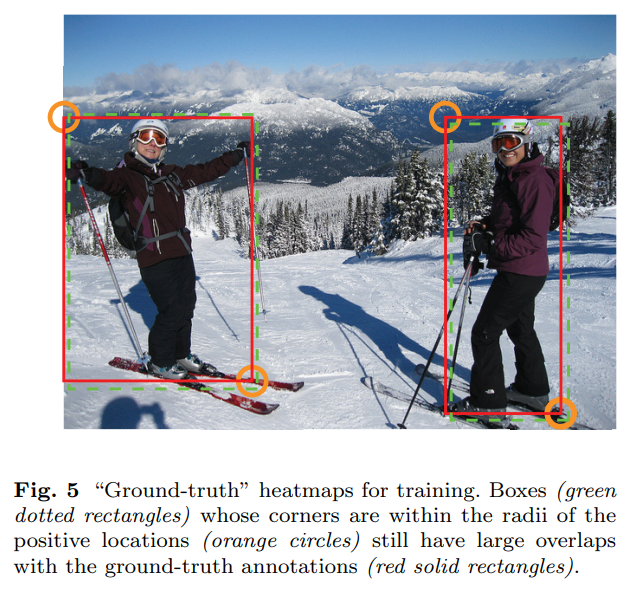 Fig. 5 “Ground-truth” heatmaps for training. Boxes (green
dotted rectangles) whose corners are within the radii of the
positive locations (orange circles) still have large overlaps
with the ground-truth annotations (red solid rectangles).